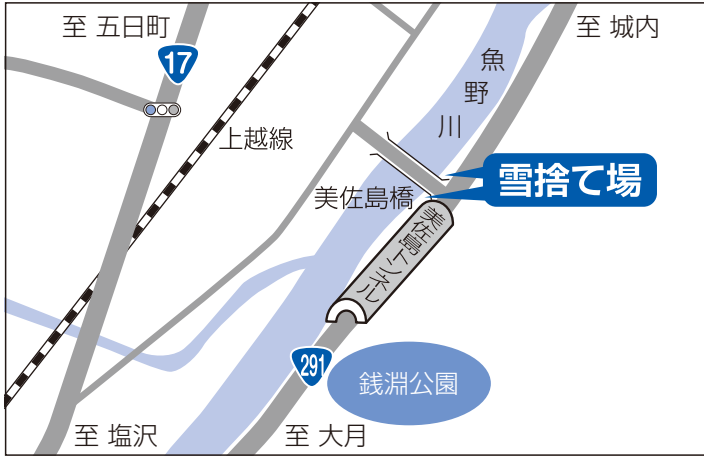 至 五日町
至 城内
17
魚野川
上越線
雪捨て場
美佐島橋
美佐島トンネル
291
銭淵公園
至 塩沢
至 大月